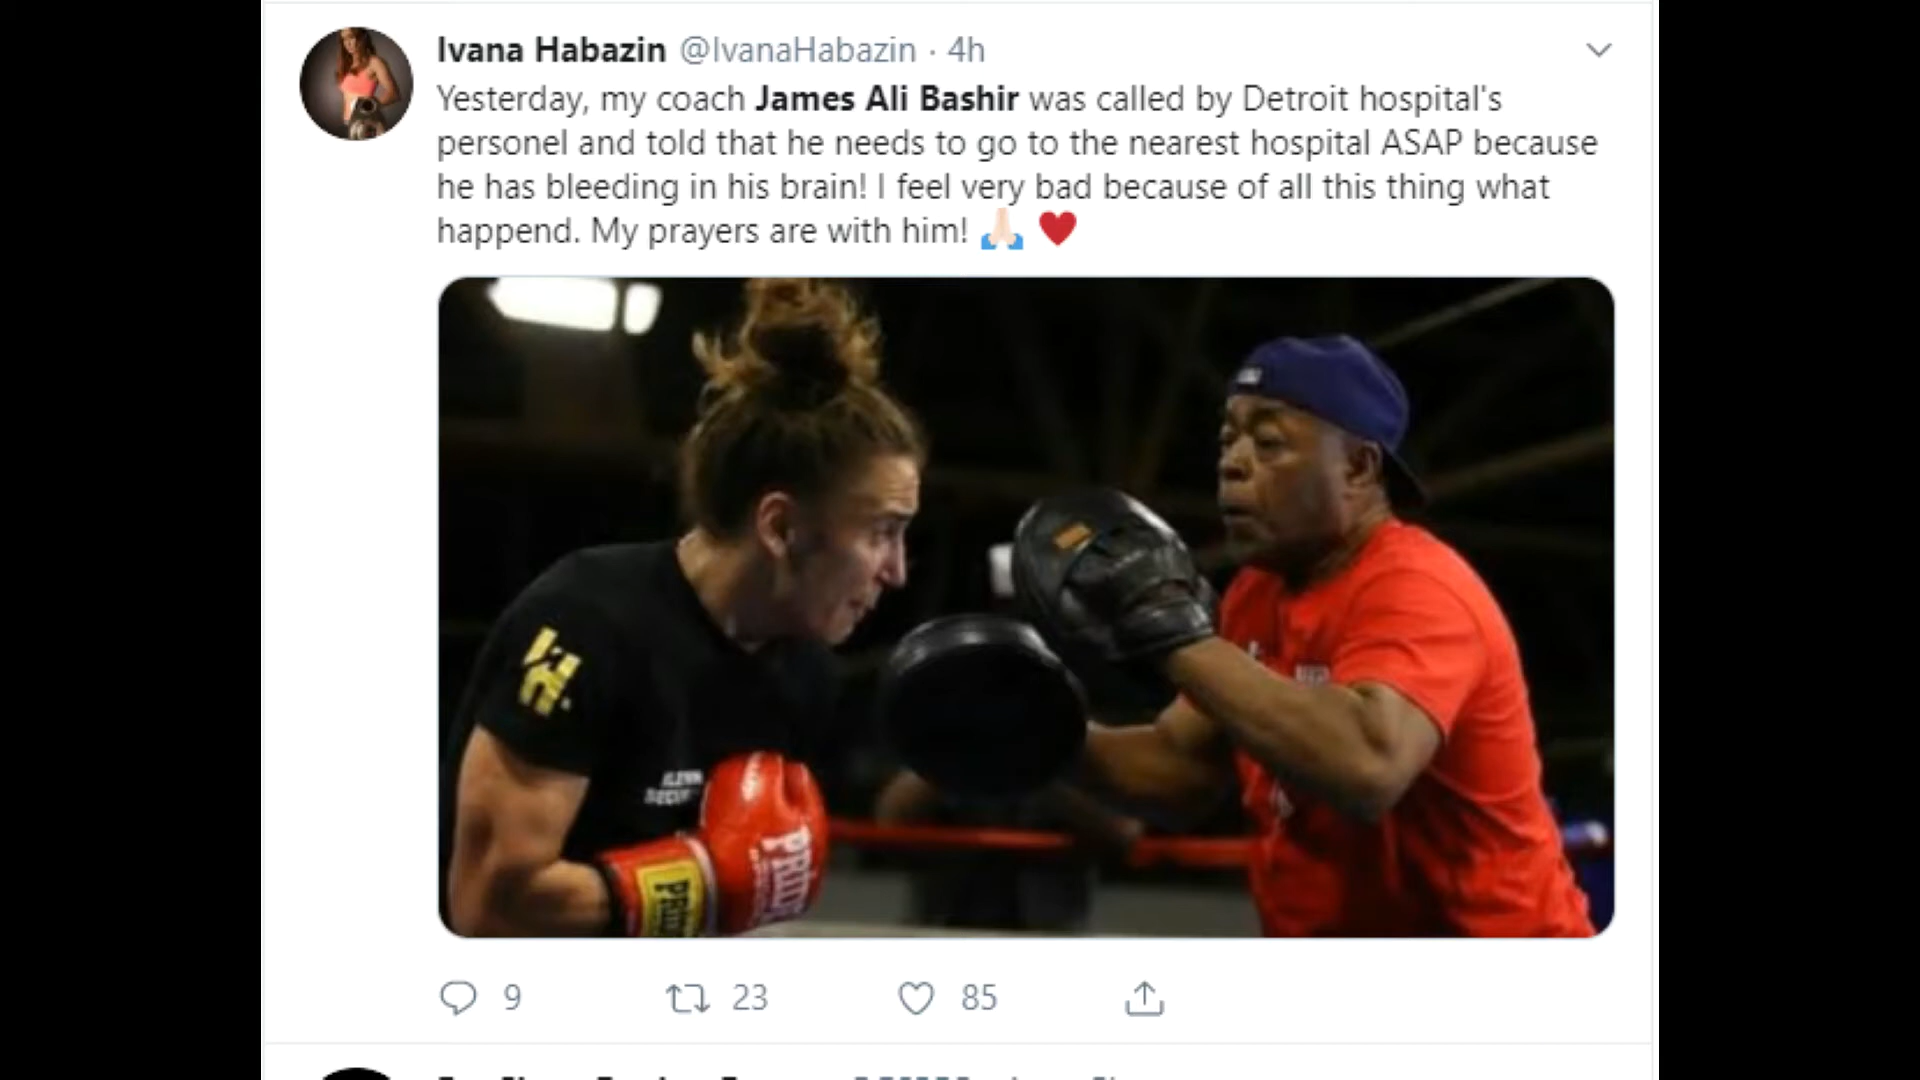 Ivana Habazin @IvanaHabazin · 4h
Yesterday, my coach James Ali Bashir was called by Detroit hospital's
personel and told that he needs to go to the nearest hospital ASAP because
he has bleeding in his brain! I feel very bad because of all this thing what
happend. My prayers are with him! 🙏🏻 ♥
H.
PRIDE
PRIDE
9 23 85